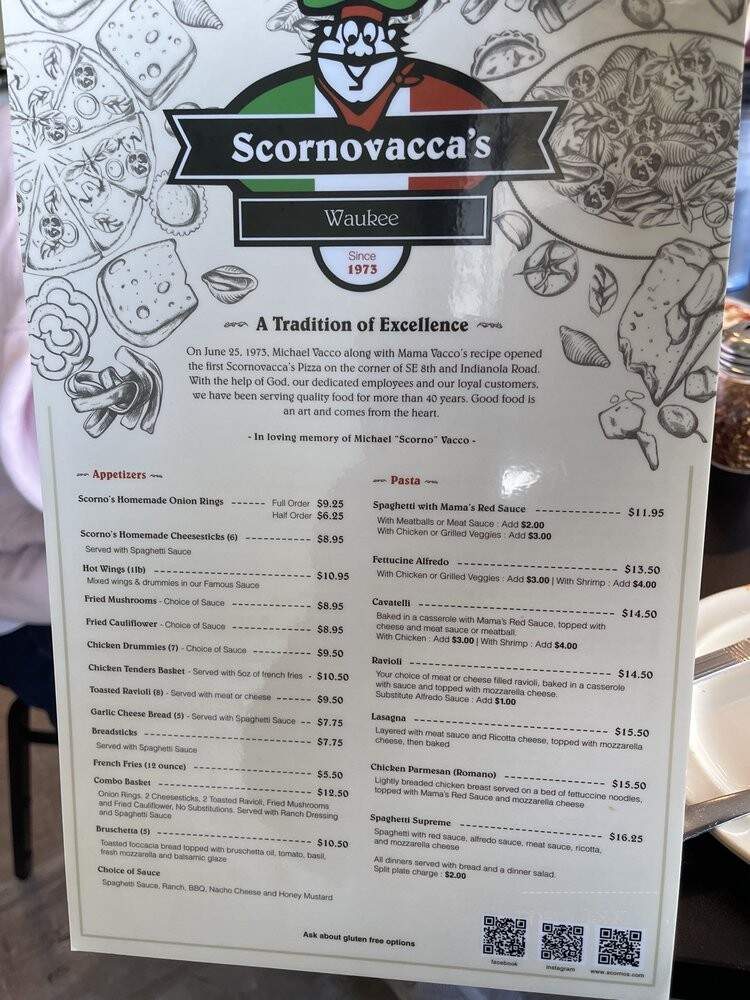 Scornovacca's
Waukee
Since
1973
A Tradition of Excellence
On June 25, 1973, Michael Vacco along with Mama Vacco's recipe opened
the first Scornovacca's Pizza on the corner of SE 8th and Indianola Road.
With the help of God, our dedicated employees and our loyal customers,
we have been serving quality food for more than 40 years. Good food is
an art and comes from the heart.
- In loving memory of Michael "Scorno" Vacco -
Appetizers
Scorno's Homemade Onion Rings ------ Full Order $9.25
Half Order $6.25
Scorno's Homemade Cheesesticks (6) ------ $8.95
Served with Spaghetti Sauce
Hot Wings (1lb) ------ $10.95
Mixed wings & drummies in our Famous Sauce
Fried Mushrooms - Choice of Sauce ------ $8.95
Fried Cauliflower - Choice of Sauce ------ $8.95
Chicken Drummies (7) - Choice of Sauce ------ $9.50
Chicken Tenders Basket - Served with 5oz of french fries - $10.50
Toasted Ravioli (8) - Served with meat or cheese ---- $9.50
Garlic Cheese Bread (5) - Served with Spaghetti Sauce -- $7.75
Breadsticks ------ $7.75
Served with Spaghetti Sauce
French Fries (12 ounce) ------ $5.50
Combo Basket ------ $12.50
Onion Rings, 2 Cheesesticks, 2 Toasted Ravioli, Fried Mushrooms
and Fried Cauliflower, No Substitutions. Served with Ranch Dressing
and Spaghetti Sauce
Bruschetta (5) ------ $10.50
Toasted foccacia bread topped with bruschetta oil, tomato, basil,
fresh mozzarella and balsamic glaze
Choice of Sauce
Spaghetti Sauce, Ranch, BBQ, Nacho Cheese and Honey Mustard
Pasta
Spaghetti with Mama's Red Sauce ------ $11.95
With Meatballs or Meat Sauce : Add $2.00
With Chicken or Grilled Veggies : Add $3.00
Fettucine Alfredo ------ $13.50
With Chicken or Grilled Veggies : Add $3.00 | With Shrimp : Add $4.00
Cavatelli ------ $14.50
Baked in a casserole with Mama's Red Sauce, topped with
cheese and meat sauce or meatball.
With Chicken : Add $3.00 | With Shrimp : Add $4.00
Ravioli ------ $14.50
Your choice of meat or cheese filled ravioli, baked in a casserole
with sauce and topped with mozzarella cheese.
Substitute Alfredo Sauce : Add $1.00
Lasagna ------ $15.50
Layered with meat sauce and Ricotta cheese, topped with mozzarella
cheese, then baked
Chicken Parmesan (Romano) ------ $15.50
Lightly breaded chicken breast served on a bed of fettuccine noodles,
topped with Mama's Red Sauce and mozzarella cheese
Spaghetti Supreme ------ $16.25
Spaghetti with red sauce, alfredo sauce, meat sauce, ricotta,
and mozzarella cheese
All dinners served with bread and a dinner salad.
Split plate charge : $2.00
Ask about gluten free options
facebook
instagram
www.scornos.com